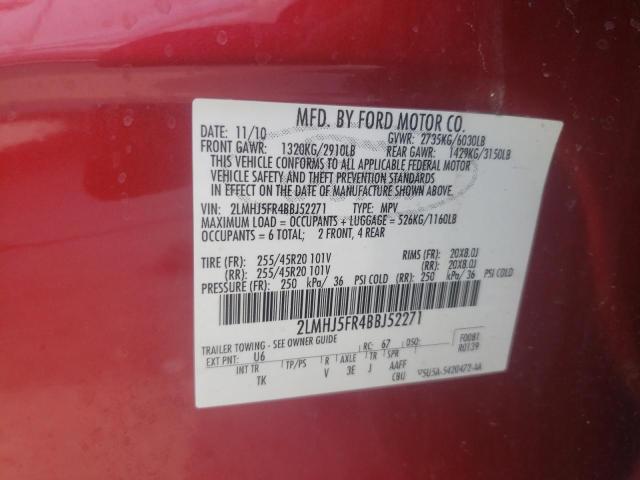 MFD. BY FORD MOTOR CO.
DATE: 11/10 GVWR: 2735KG/6030LB
FRONT GAWR: 1320KG/2910LB REAR GAWR: 1429KG/3150LB
THIS VEHICLE CONFORMS TO ALL APPLICABLE FEDERAL MOTOR
VEHICLE SAFETY AND THEFT PREVENTION STANDARDS
IN EFFECT ON THE DATE OF MANUFACTURE SHOWN ABOVE.
VIN: 2LMHJ5FR4BBJ52271 TYPE: MPV
MAXIMUM LOAD = OCCUPANTS + LUGGAGE = 526KG/1160LB
OCCUPANTS = 6 TOTAL; 2 FRONT, 4 REAR
TIRE (FR): 255/45R20 101V RIMS (FR): 20X8.0J
(RR): 255/45R20 101V (RR): 20X8.0J
PRESSURE (FR): 250 kPa/ 36 PSI COLD (RR): 250 kPa/ 36 PSI COLD
2LMHJ5FR4BBJ52271
TRAILER TOWING - SEE OWNER GUIDE
RC: 67 DSO: F0081
EXT PNT: U6 R0139
INT TR TP/PS R AXLE TR SPR
TK V 3E J AAFF
CBU